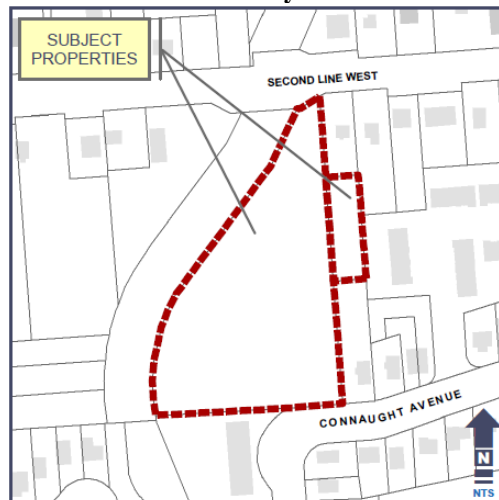 SUBJECT
PROPERTIES
SECOND LINE WEST
CONNAUGHT AVENUE
N
NTS